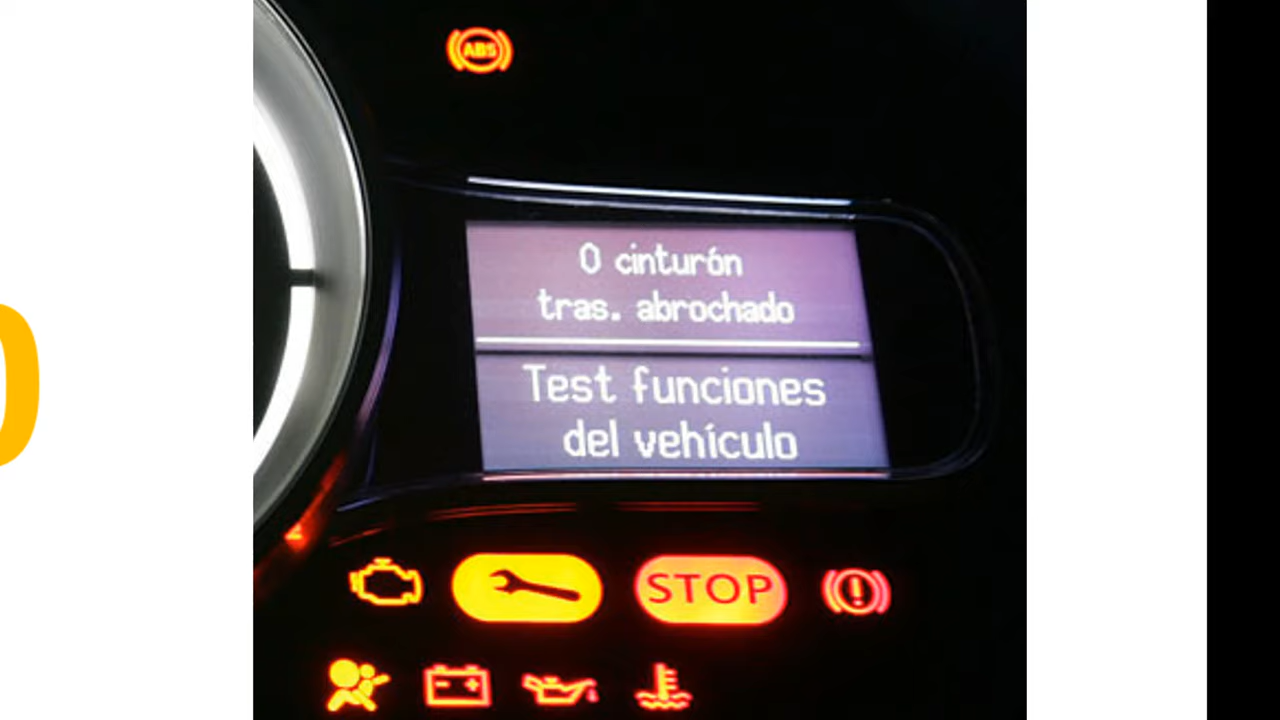 ABS
0 cinturón
tras. abrochado
Test funciones
del vehículo
STOP